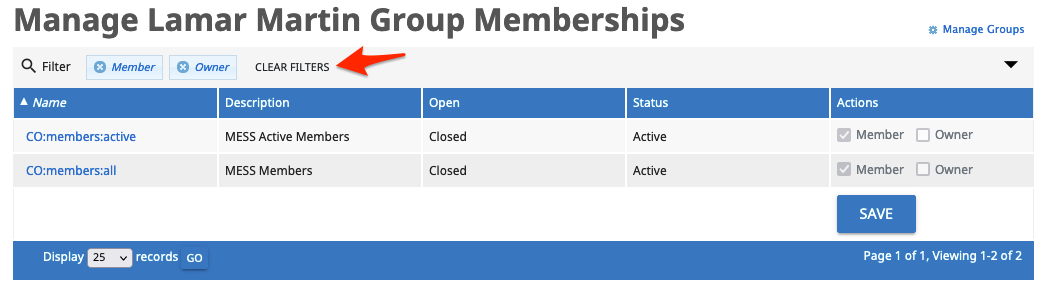 Manage Lamar Martin Group Memberships
Manage Groups
Filter Member Owner CLEAR FILTERS
Name Description Open Status Actions
CO:members:active MESS Active Members Closed Active Member Owner
CO:members:all MESS Members Closed Active Member Owner
SAVE
Display 25 records GO Page 1 of 1, Viewing 1-2 of 2